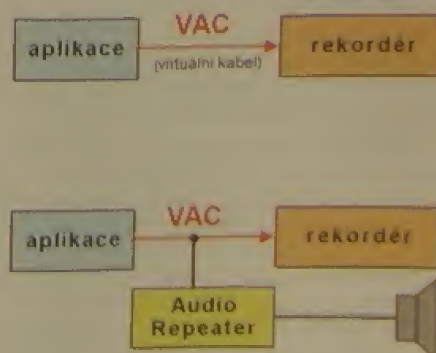 aplikace
VAC
(virtuální kabel)
rekordér
aplikace
VAC
rekordér
Audio
Repeater